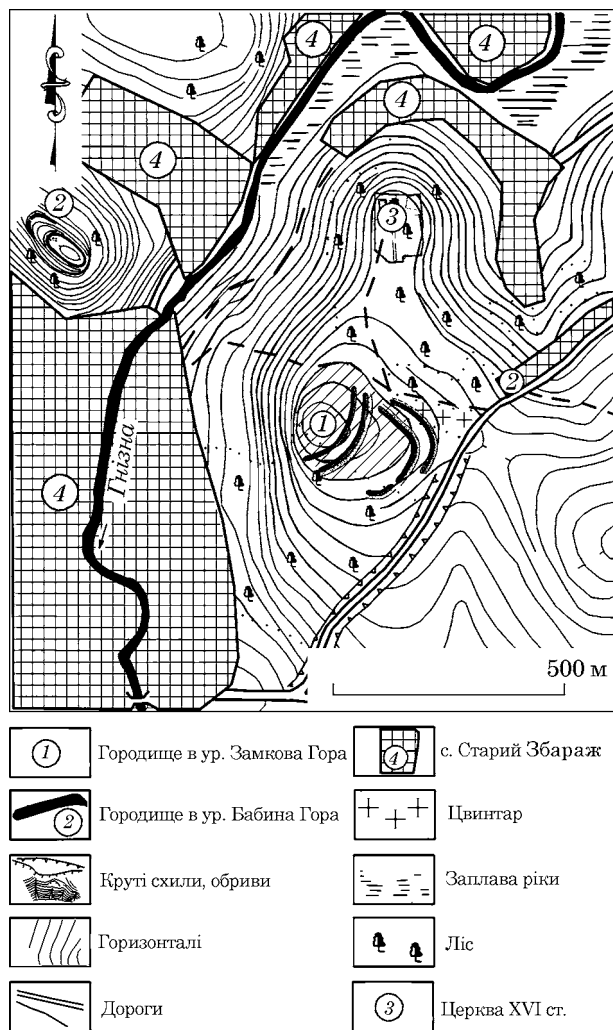 4
4
4
4
2
3
2
1
Гнізна
4
500 м
1 Городище в ур. Замкова Гора
4 с. Старий Збараж
2 Городище в ур. Бабина Гора
Цвинтар
Круті схили, обриви
Заплава ріки
Горизонталі
Ліс
Дороги
3 Церква XVI ст.